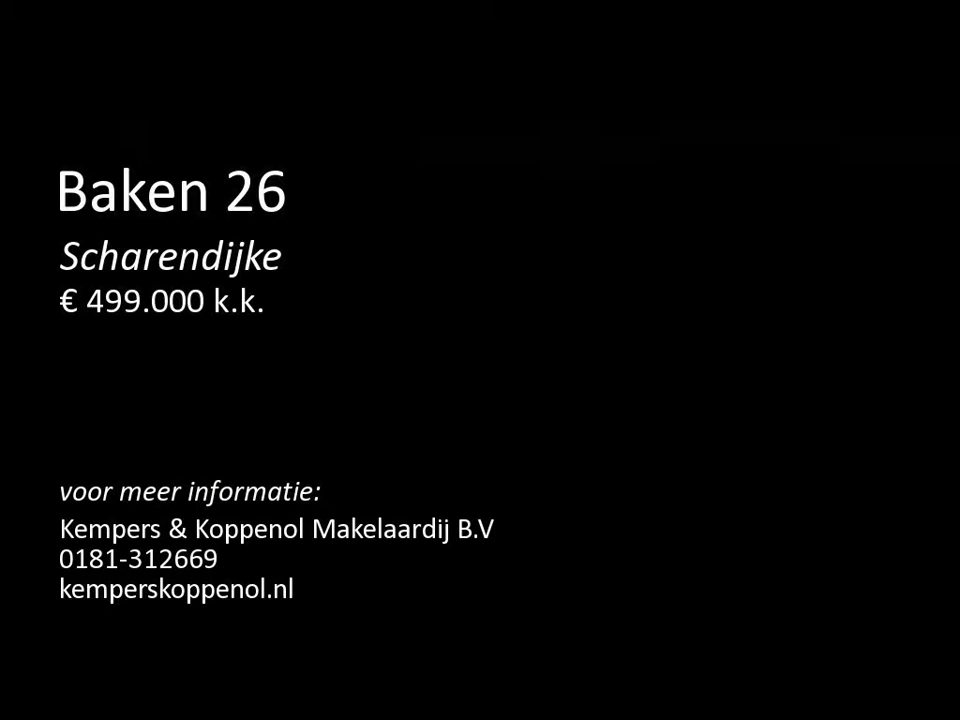 Baken 26
Scharendijke
€ 499.000 k.k.
voor meer informatie:
Kempers & Koppenol Makelaardij B.V
0181-312669
kemperskoppenol.nl